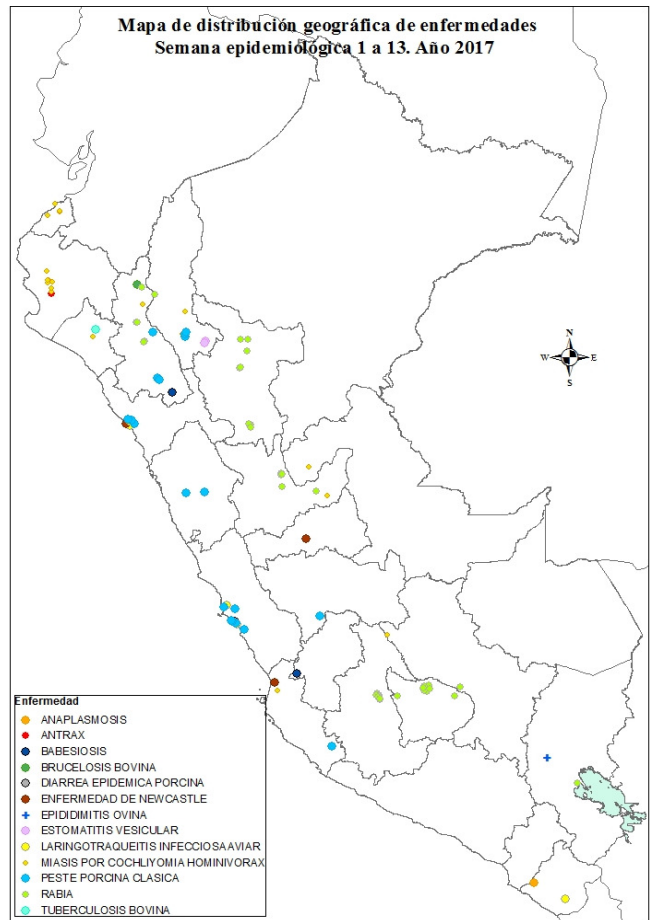 Mapa de distribución geográfica de enfermedades
Semana epidemiológica 1 a 13. Año 2017
N
W E
S
Enfermedad
ANAPLASMOSIS
ANTRAX
BABESIOSIS
BRUCELOSIS BOVINA
DIARREA EPIDEMICA PORCINA
ENFERMEDAD DE NEWCASTLE
EPIDIDIMITIS OVINA
ESTOMATITIS VESICULAR
LARINGOTRAQUEITIS INFECCIOSA AVIAR
MIASIS POR COCHLIYOMIA HOMINIVORAX
PESTE PORCINA CLASICA
RABIA
TUBERCULOSIS BOVINA